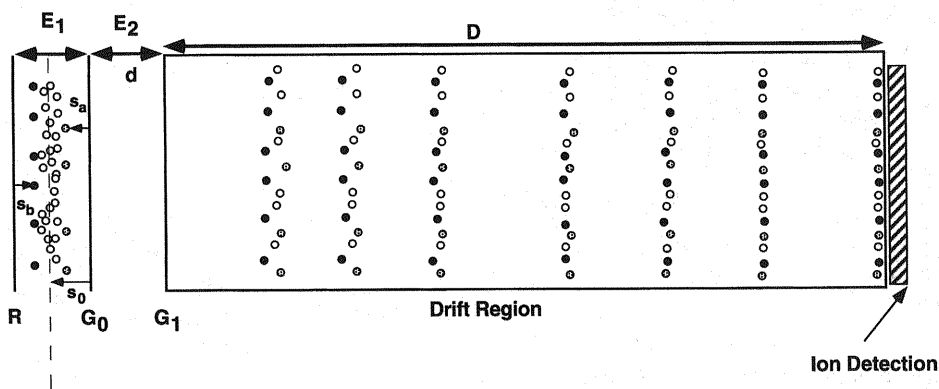 E1
E2
D
d
sa
sb
s0
R
G0
G1
Drift Region
Ion Detection